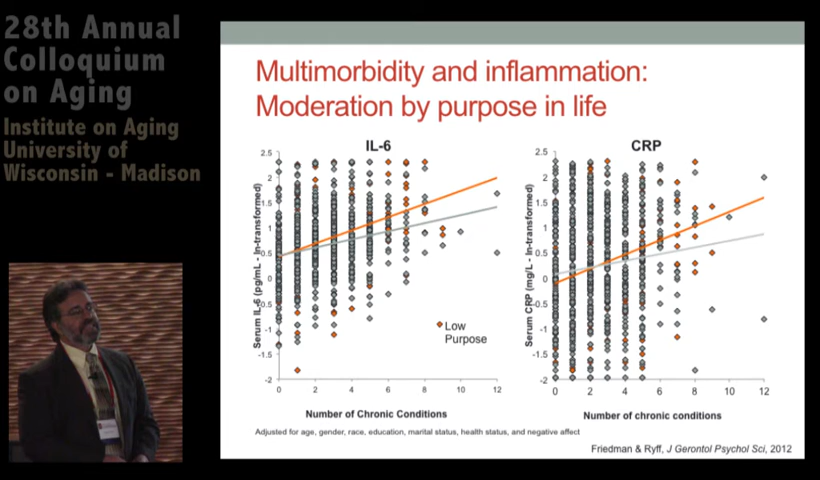 28th Annual
Colloquium
on Aging
Institute on Aging
University of
Wisconsin - Madison
Multimorbidity and inflammation:
Moderation by purpose in life
IL-6
2.5
2
1.5
1
0.5
0
-0.5
-1
-1.5
-2
Serum IL-6 (pg/mL - ln-transformed)
0 2 4 6 8 10 12
Number of Chronic Conditions
Low
Purpose
CRP
2.5
2
1.5
1
0.5
0
-0.5
-1
-1.5
-2
Serum CRP (mg/L - ln-transformed)
0 2 4 6 8 10 12
Number of chronic conditions
Adjusted for age, gender, race, education, marital status, health status, and negative affect
Friedman & Ryff, J Gerontol Psychol Sci, 2012